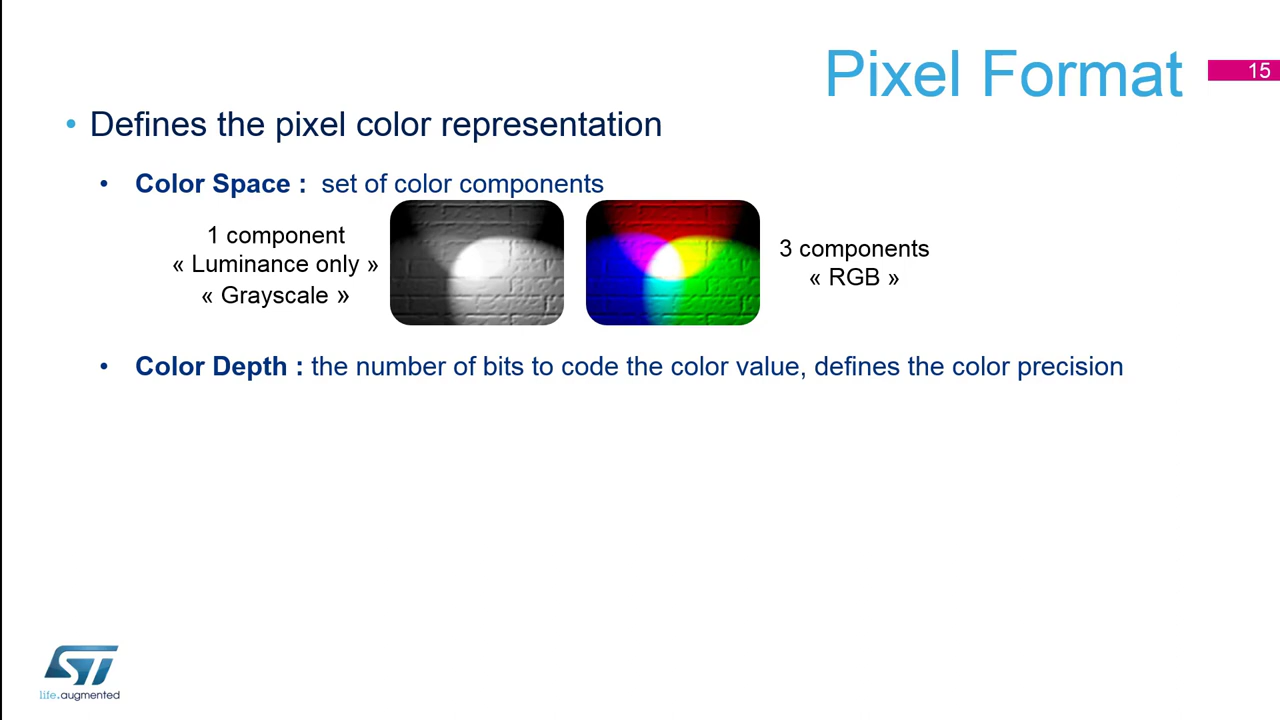 Pixel Format
15
• Defines the pixel color representation
• Color Space : set of color components
1 component
« Luminance only »
« Grayscale »
3 components
« RGB »
• Color Depth : the number of bits to code the color value, defines the color precision
ST
life.augmented